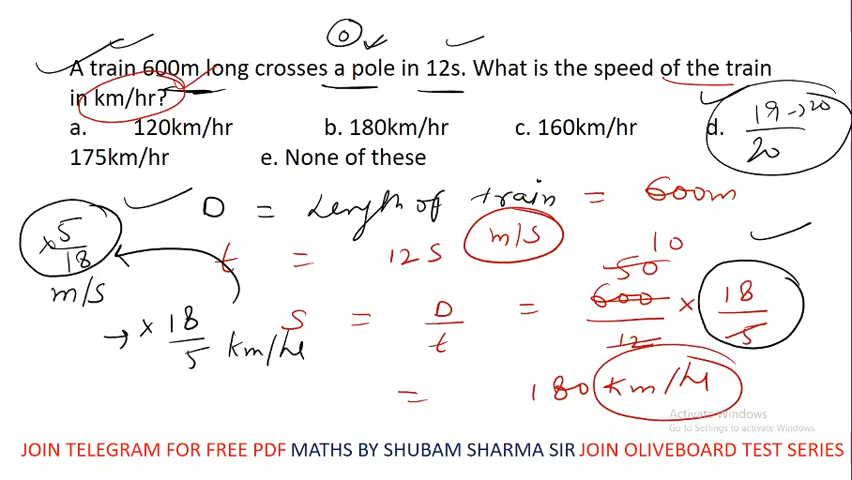 0
A train 600m long crosses a pole in 12s. What is the speed of the train
in km/hr?
a. 120km/hr b. 180km/hr c. 160km/hr d.
175km/hr e. None of these
19→20
20
D = Length of train = 600m
× 5/18
m/s
t = 12 S m/s
10
50
S = D/t = 600/12 × 18/5
→ × 18/5 km/hr
= 180 km/hr
Activate Windows
Go to Settings to activate Windows.
JOIN TELEGRAM FOR FREE PDF MATHS BY SHUBAM SHARMA SIR JOIN OLIVEBOARD TEST SERIES